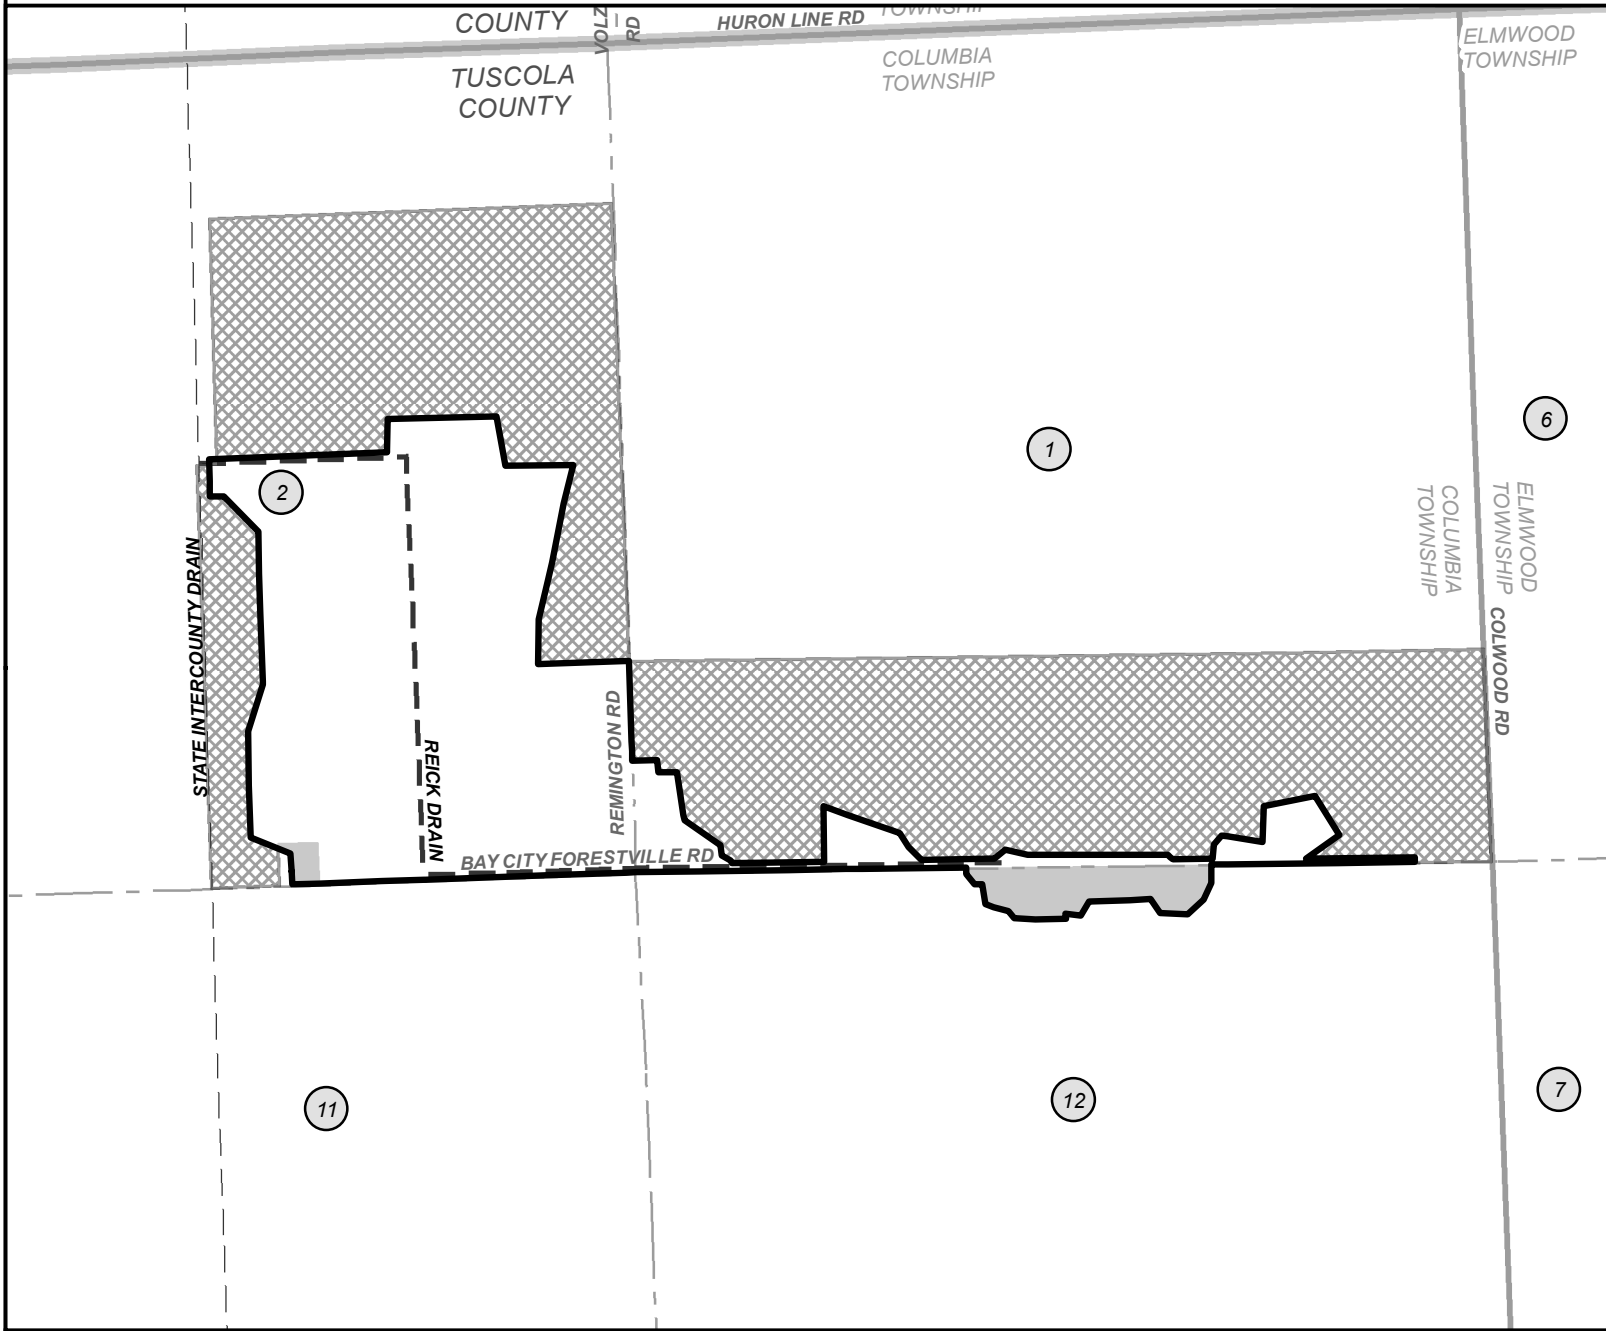 COUNTY
VOLZ
RD
HURON LINE RD
TOWNSHIP
ELMWOOD
TOWNSHIP
TUSCOLA
COUNTY
COLUMBIA
TOWNSHIP
1
6
2
COLUMBIA
TOWNSHIP
ELMWOOD
TOWNSHIP
STATE INTERCOUNTY DRAIN
REICK DRAIN
REMINGTON RD
COLWOOD RD
BAY CITY FORESTVILLE RD
11
12
7